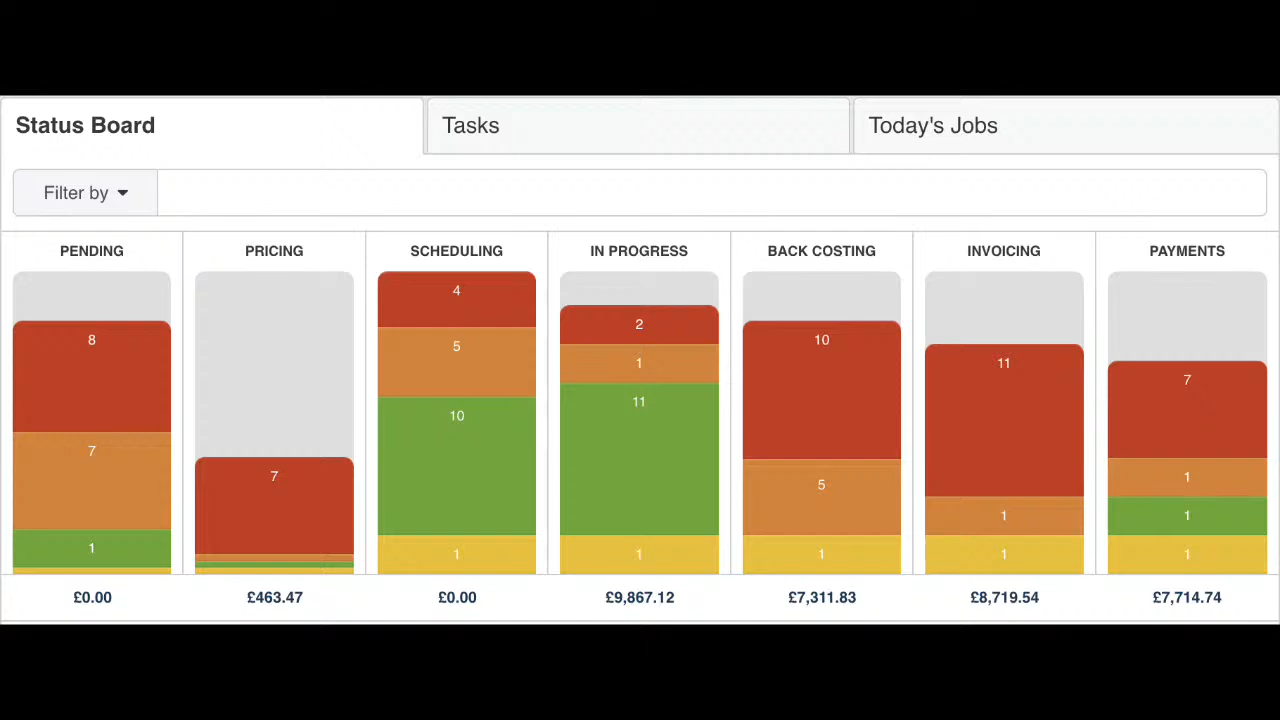 Status Board
Tasks
Today's Jobs
Filter by
PENDING
PRICING
SCHEDULING
IN PROGRESS
BACK COSTING
INVOICING
PAYMENTS
8
7
1
7
4
5
10
1
2
1
11
1
10
5
1
11
1
1
7
1
1
1
£0.00
£463.47
£0.00
£9,867.12
£7,311.83
£8,719.54
£7,714.74